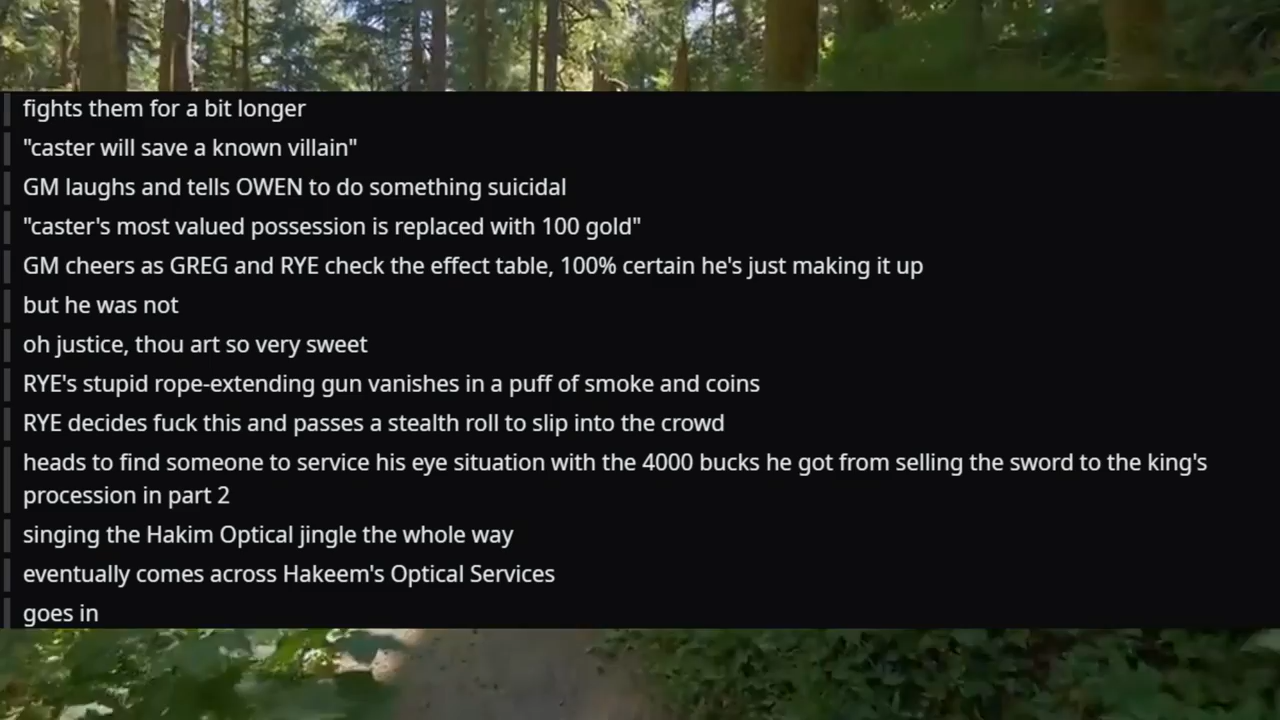 fights them for a bit longer
"caster will save a known villain"
GM laughs and tells OWEN to do something suicidal
"caster's most valued possession is replaced with 100 gold"
GM cheers as GREG and RYE check the effect table, 100% certain he's just making it up
but he was not
oh justice, thou art so very sweet
RYE's stupid rope-extending gun vanishes in a puff of smoke and coins
RYE decides fuck this and passes a stealth roll to slip into the crowd
heads to find someone to service his eye situation with the 4000 bucks he got from selling the sword to the king's
procession in part 2
singing the Hakim Optical jingle the whole way
eventually comes across Hakeem's Optical Services
goes in